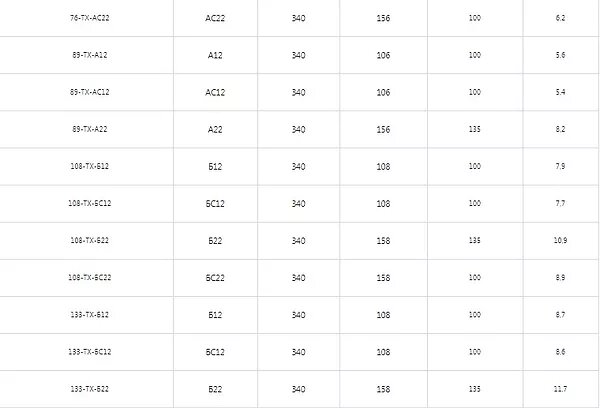 76-ТХ-АС22 АС22 340 156 100 6,2
89-ТХ-А12 А12 340 106 100 5,6
89-ТХ-АС12 АС12 340 106 100 5,4
89-ТХ-А22 А22 340 156 135 8,2
108-ТХ-Б12 Б12 340 108 100 7,9
108-ТХ-БС12 БС12 340 108 100 7,7
108-ТХ-Б22 Б22 340 158 135 10,9
108-ТХ-БС22 БС22 340 158 100 8,9
133-ТХ-Б12 Б12 340 108 100 8,7
133-ТХ-БС12 БС12 340 108 100 8,6
133-ТХ-Б22 Б22 340 158 135 11,7